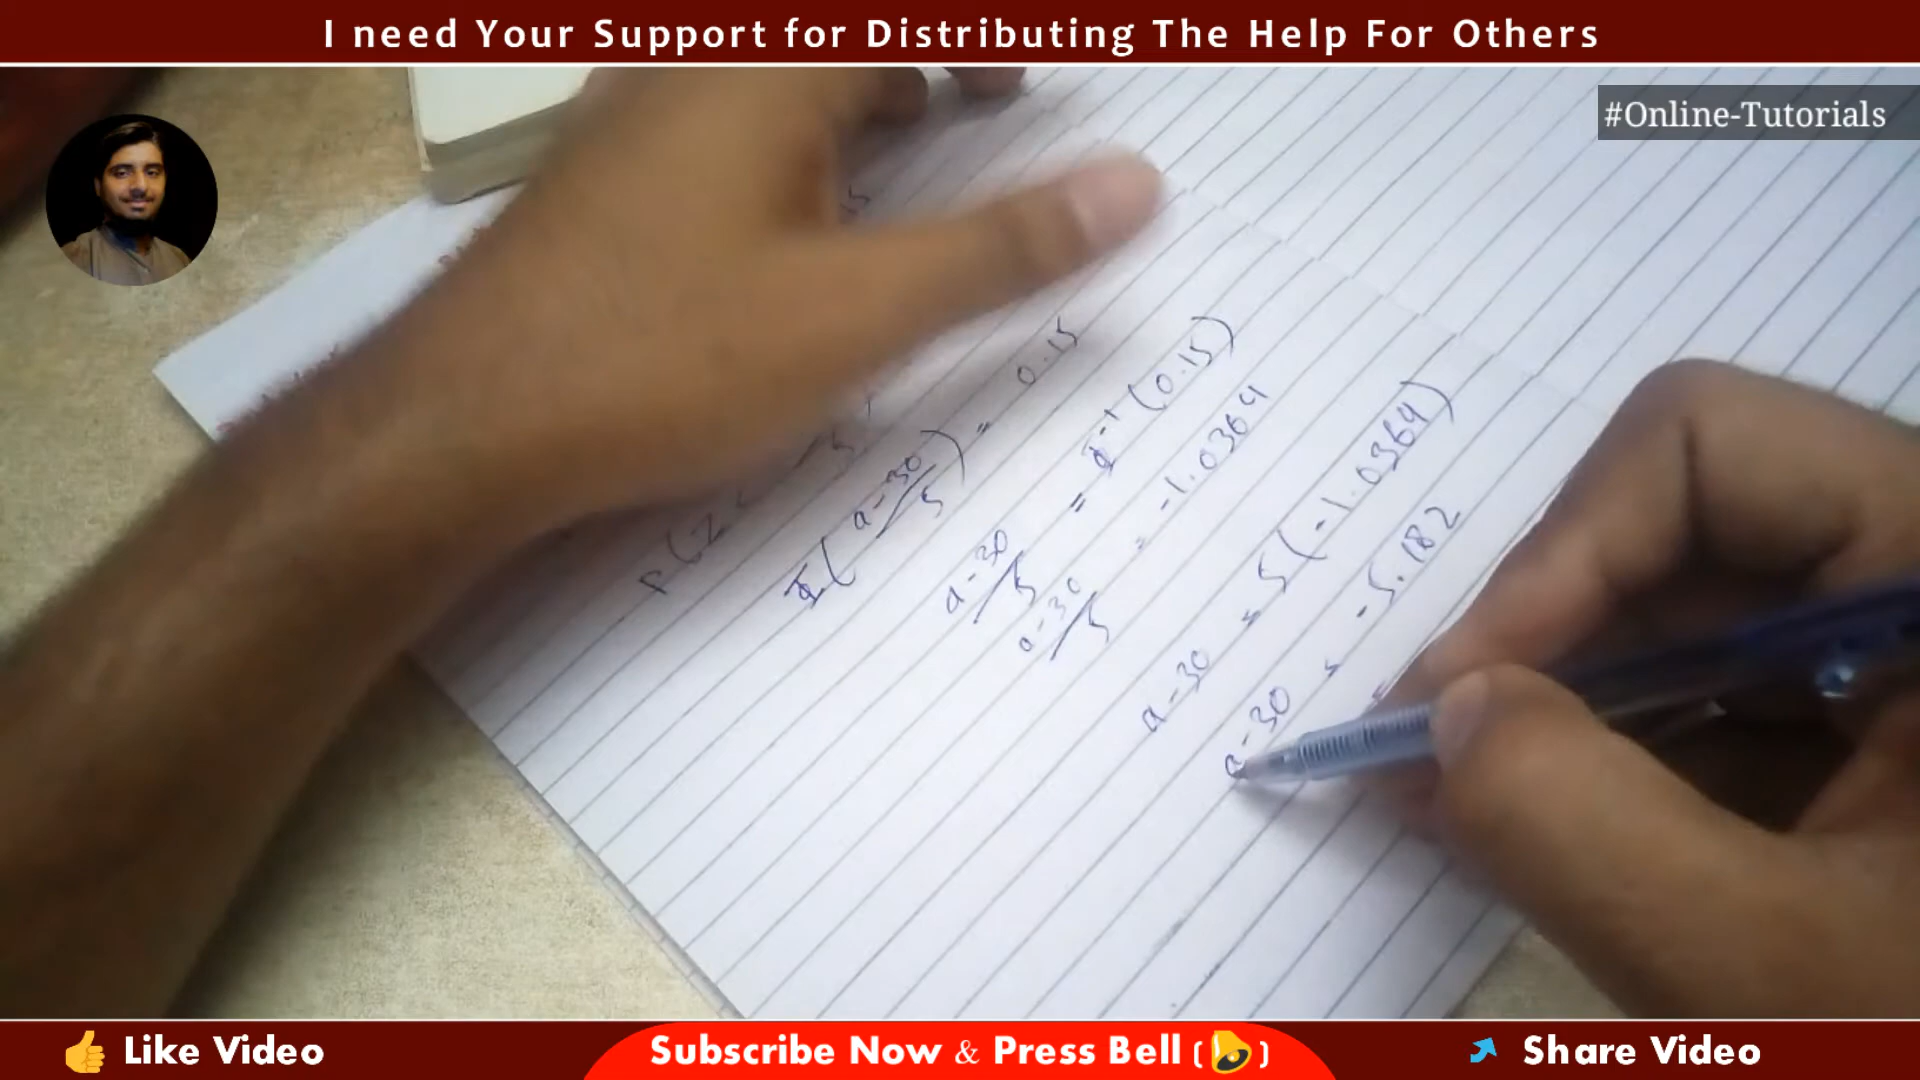 I need Your Support for Distributing The Help For Others
#Online-Tutorials
P(Z <
Φ((a-30)/5) = 0.15
(a-30)/5 = Φ⁻¹(0.15)
(a-30)/5 = -1.0364
a-30 = 5(-1.0364)
a-30 = -5.182
=
Like Video
Subscribe Now & Press Bell ( )
Share Video